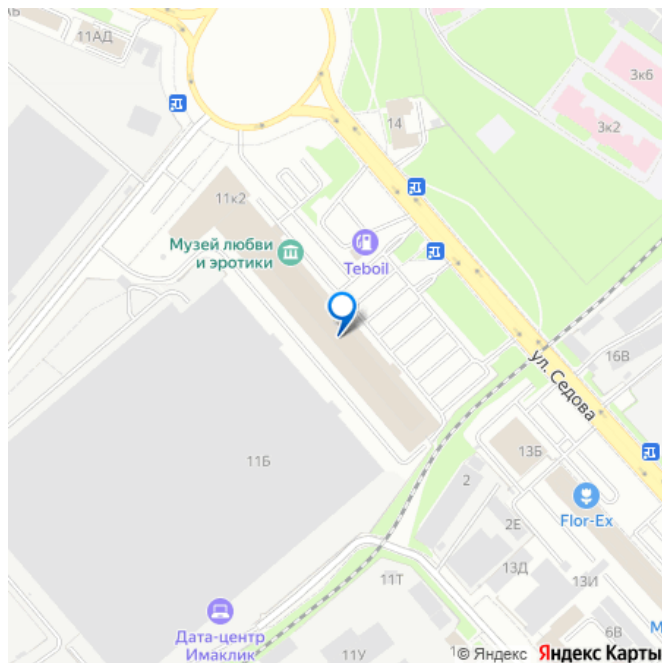 11АД
14
3к6
3к2
11к2
Музей любви
и эротики
Teboil
ул. Седова
16В
11Б
13Б
2
Flor-Ex
2Е
13Д
13И
11Т
Дата-центр
Имаклик
11У
6В
© Яндекс Яндекс Карты